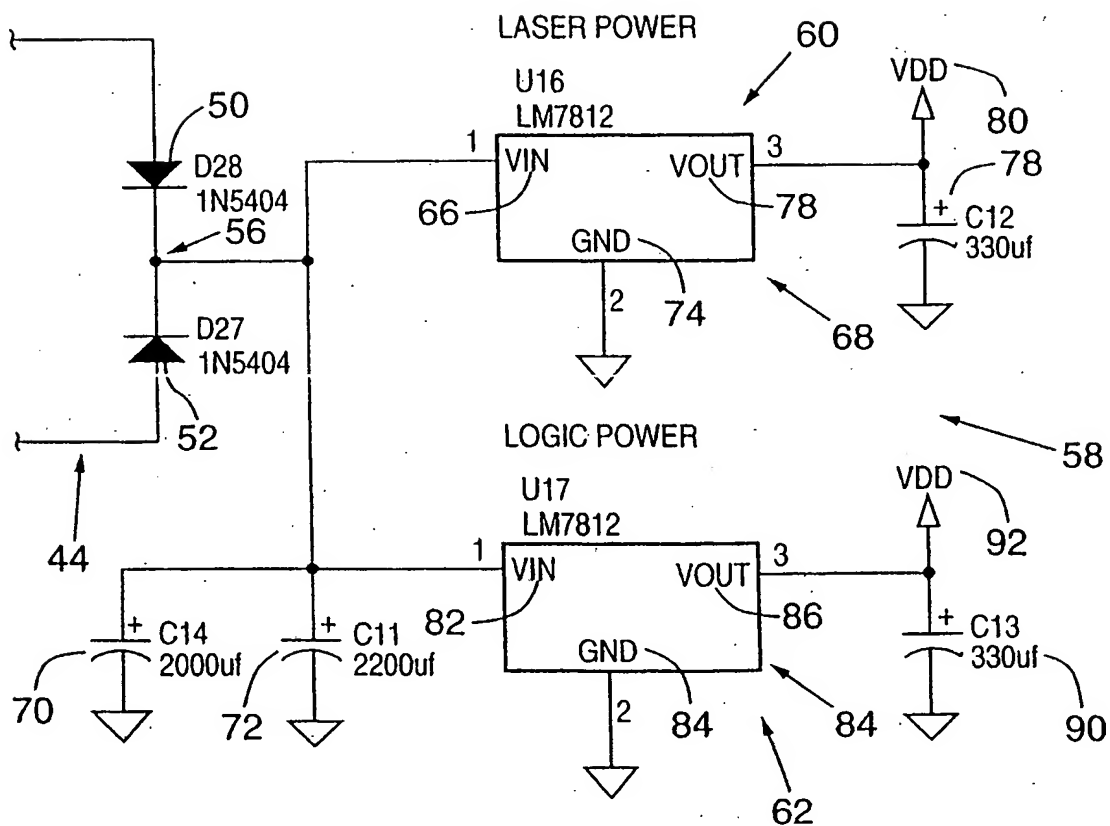 LASER POWER
60
U16
LM7812
VDD
80
50
D28
1N5404
56
1
VIN
66
VOUT
78
3
78
+
C12
330uf
GND
74
2
68
D27
1N5404
52
44
LOGIC POWER
58
U17
LM7812
VDD
92
1
VIN
82
VOUT
86
3
+
C14
2000uf
70
+
C11
2200uf
72
GND
84
2
84
+
C13
330uf
90
62